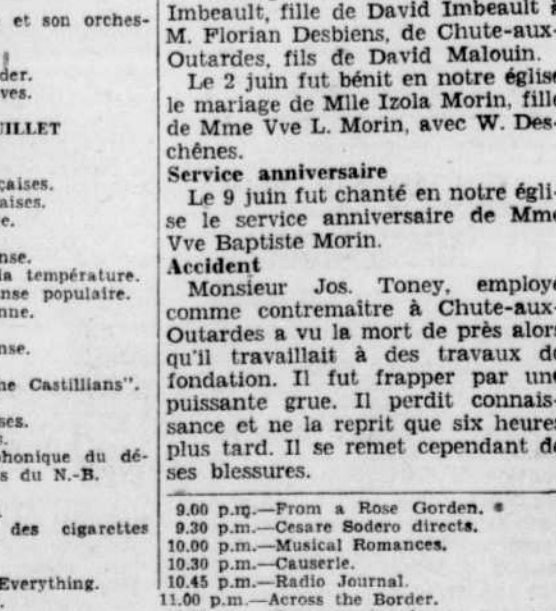 et son orches-
der.
ves.
UILLET
çaises.
aises.
e.
nse.
la température.
nse populaire.
nne.
nse.
he Castillians".
ses.
s.
phonique du dé-
s du N.-B.
des cigarettes
Everything.
Imbeault, fille de David Imbeault à
M. Florian Desbiens, de Chute-aux-
Outardes, fils de David Malouin.
Le 2 juin fut bénit en notre église
le mariage de Mlle Izola Morin, fille
de Mme Vve L. Morin, avec W. Des-
chênes.
Service anniversaire
Le 9 juin fut chanté en notre égli-
se le service anniversaire de Mme
Vve Baptiste Morin.
Accident
Monsieur Jos. Toney, employé
comme contremaître à Chute-aux-
Outardes a vu la mort de près alors
qu'il travaillait à des travaux de
fondation. Il fut frapper par une
puissante grue. Il perdit connais-
sance et ne la reprit que six heures
plus tard. Il se remet cependant de
ses blessures.
9.00 p.m.—From a Rose Gorden.
9.30 p.m.—Cesare Sodero directs.
10.00 p.m.—Musical Romances.
10.30 p.m.—Causerie.
10.45 p.m.—Radio Journal.
11.00 p.m.—Across the Border.